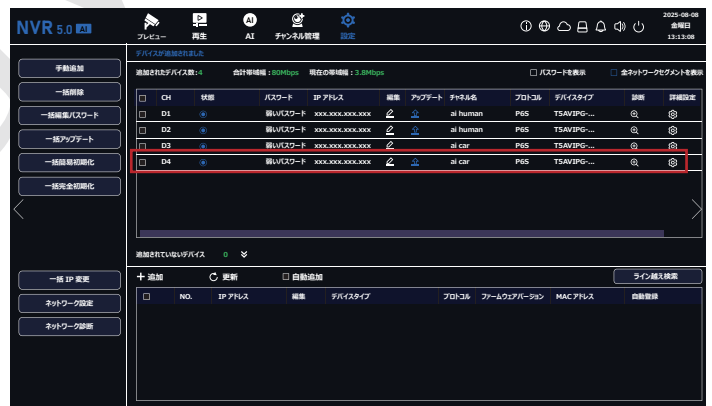 NVR 5.0 AI
プレビュー 再生 AI チャンネル管理 設定
2025-08-08
金曜日
13:13:08
デバイスが追加されました
手動追加
一括削除
一括編集パスワード
一括アップデート
一括簡易初期化
一括完全初期化
追加されたデバイス数:4 合計帯域幅:80Mbps 現在の帯域幅:3.8Mbps パスワードを表示 全ネットワークセグメントを表示
CH 状態 パスワード IP アドレス 編集 アップデート チャネル名 プロトコル デバイスタイプ 診断 詳細設定
D1 弱いパスワード xxx.xxx.xxx.xxx ai human P6S T5AVIPG-...
D2 弱いパスワード xxx.xxx.xxx.xxx ai human P6S T5AVIPG-...
D3 弱いパスワード xxx.xxx.xxx.xxx ai car P6S T5AVIPG-...
D4 弱いパスワード xxx.xxx.xxx.xxx ai car P6S T5AVIPG-...
追加されていないデバイス 0
一括 IP 変更
ネットワーク設定
ネットワーク診断
追加 更新 自動追加 ライン越え検索
NO. IP アドレス 編集 デバイスタイプ プロトコル ファームウェアバージョン MAC アドレス 自動登録